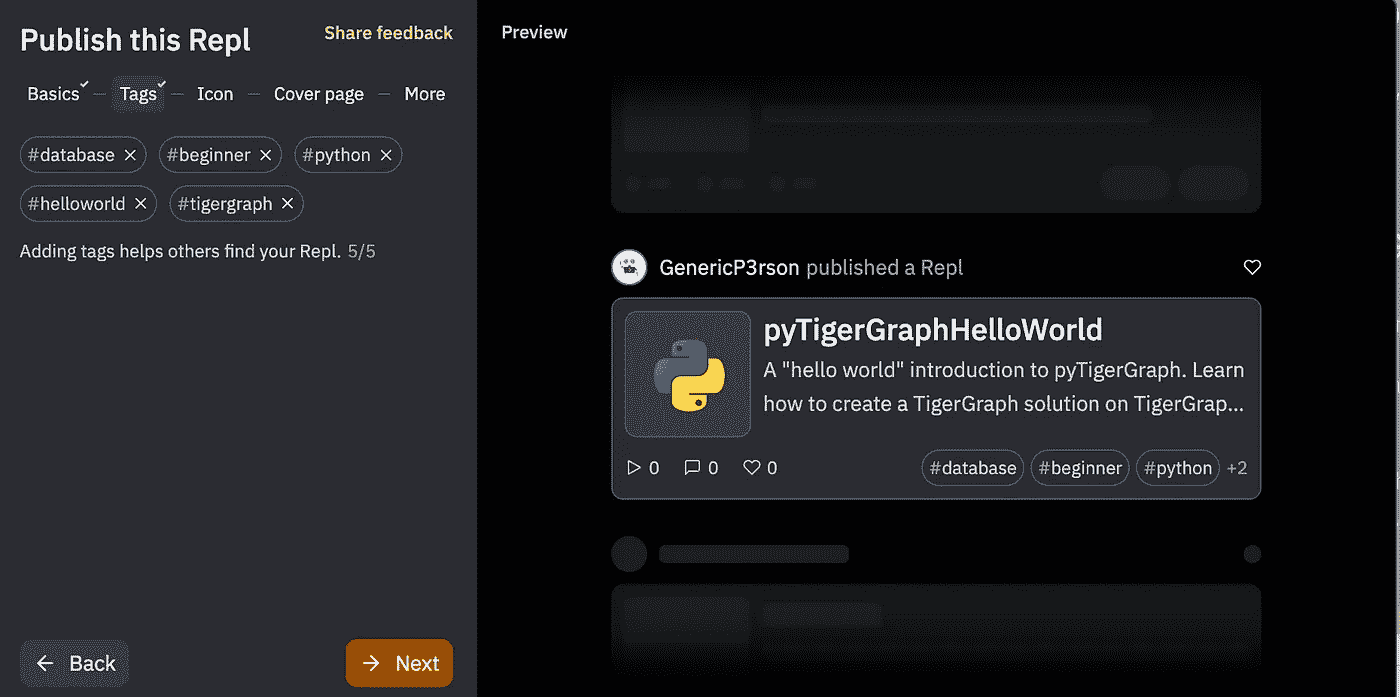 Publish this Repl
Share feedback
Basics — Tags — Icon — Cover page — More
#database × #beginner × #python ×
#helloworld × #tigergraph ×
Adding tags helps others find your Repl. 5/5
← Back
→ Next
Preview
GenericP3rson published a Repl
pyTigerGraphHelloWorld
A "hello world" introduction to pyTigerGraph. Learn
how to create a TigerGraph solution on TigerGrap...
0 0 0 #database #beginner #python +2